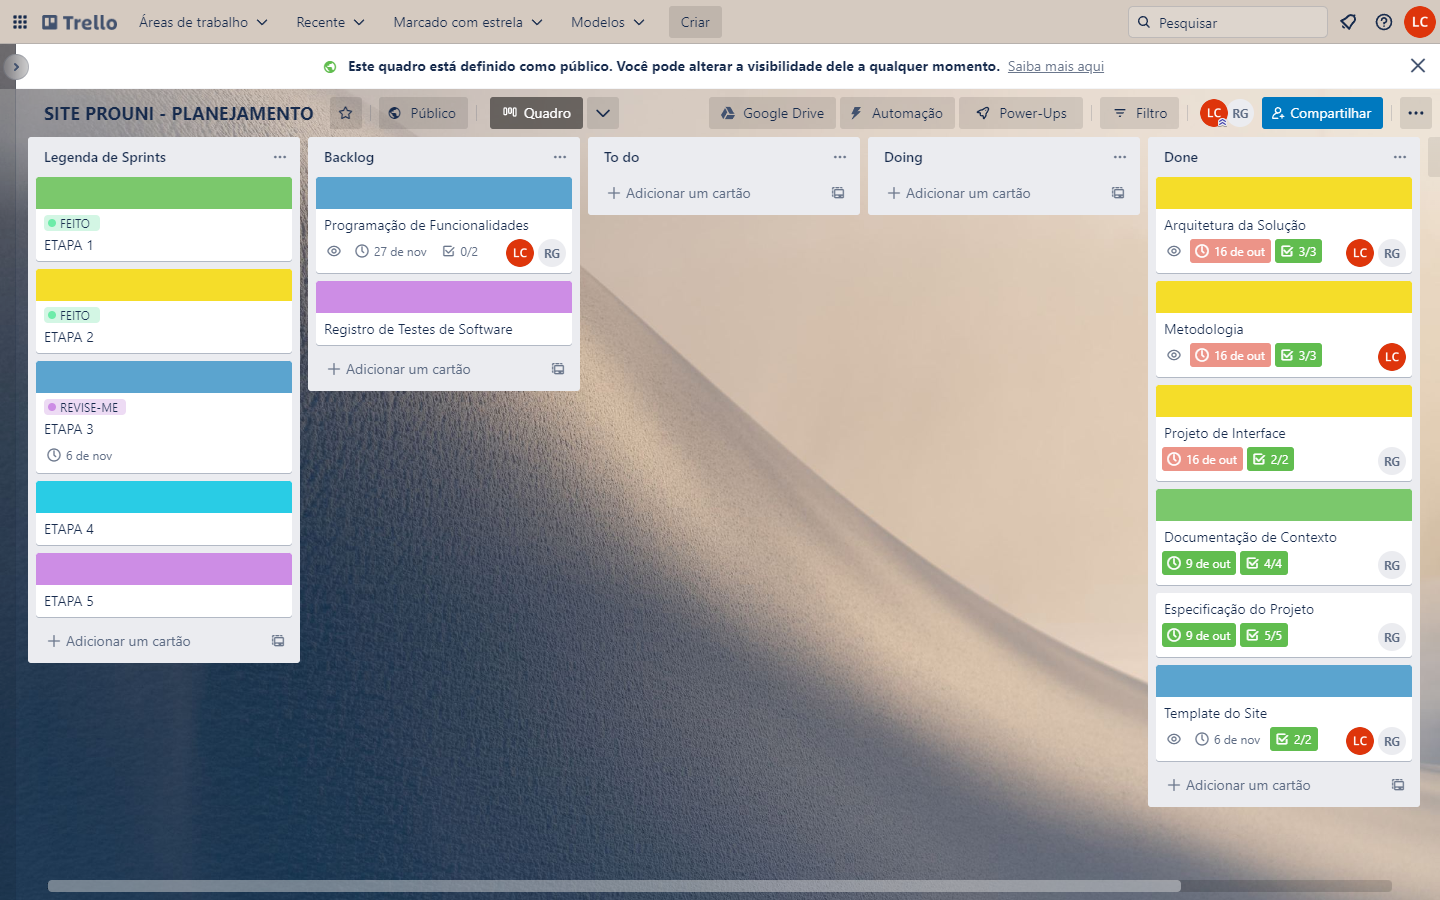 Trello Áreas de trabalho Recente Marcado com estrela Modelos Criar Pesquisar LC
Este quadro está definido como público. Você pode alterar a visibilidade dele a qualquer momento. Saiba mais aqui
SITE PROUNI - PLANEJAMENTO Público Quadro Google Drive Automação Power-Ups Filtro LC RG Compartilhar
Legenda de Sprints
FEITO
ETAPA 1
FEITO
ETAPA 2
REVISE-ME
ETAPA 3
6 de nov
ETAPA 4
ETAPA 5
Adicionar um cartão
Backlog
Programação de Funcionalidades
27 de nov 0/2 LC RG
Registro de Testes de Software
Adicionar um cartão
To do
Adicionar um cartão
Doing
Adicionar um cartão
Done
Arquitetura da Solução
16 de out 3/3 LC RG
Metodologia
16 de out 3/3 LC
Projeto de Interface
16 de out 2/2 RG
Documentação de Contexto
9 de out 4/4 RG
Especificação do Projeto
9 de out 5/5 RG
Template do Site
6 de nov 2/2 LC RG
Adicionar um cartão